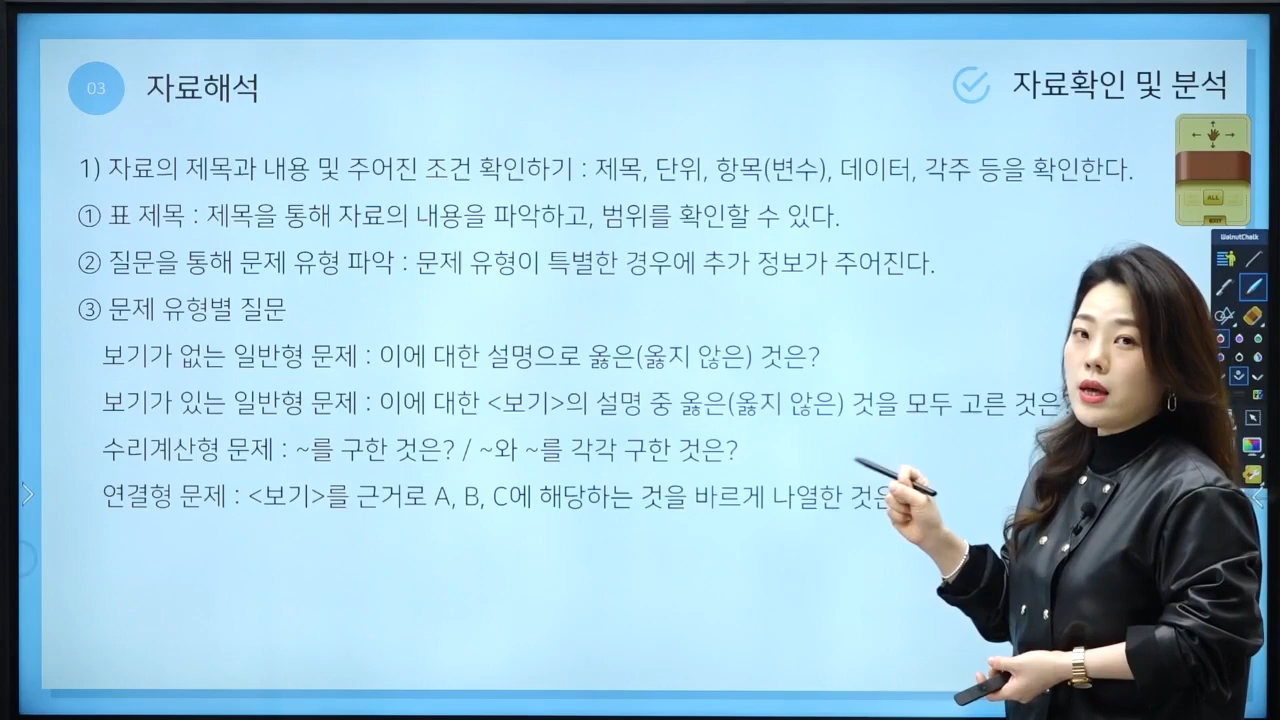 03
자료해석
자료확인 및 분석
1) 자료의 제목과 내용 및 주어진 조건 확인하기 : 제목, 단위, 항목(변수), 데이터, 각주 등을 확인한다.
① 표 제목 : 제목을 통해 자료의 내용을 파악하고, 범위를 확인할 수 있다.
② 질문을 통해 문제 유형 파악 : 문제 유형이 특별한 경우에 추가 정보가 주어진다.
③ 문제 유형별 질문
보기가 없는 일반형 문제 : 이에 대한 설명으로 옳은(옳지 않은) 것은?
보기가 있는 일반형 문제 : 이에 대한 <보기>의 설명 중 옳은(옳지 않은) 것을 모두 고른 것은
수리계산형 문제 : ~를 구한 것은? / ~와 ~를 각각 구한 것은?
연결형 문제 : <보기>를 근거로 A, B, C에 해당하는 것을 바르게 나열한 것은
ALL
WalnutChalk